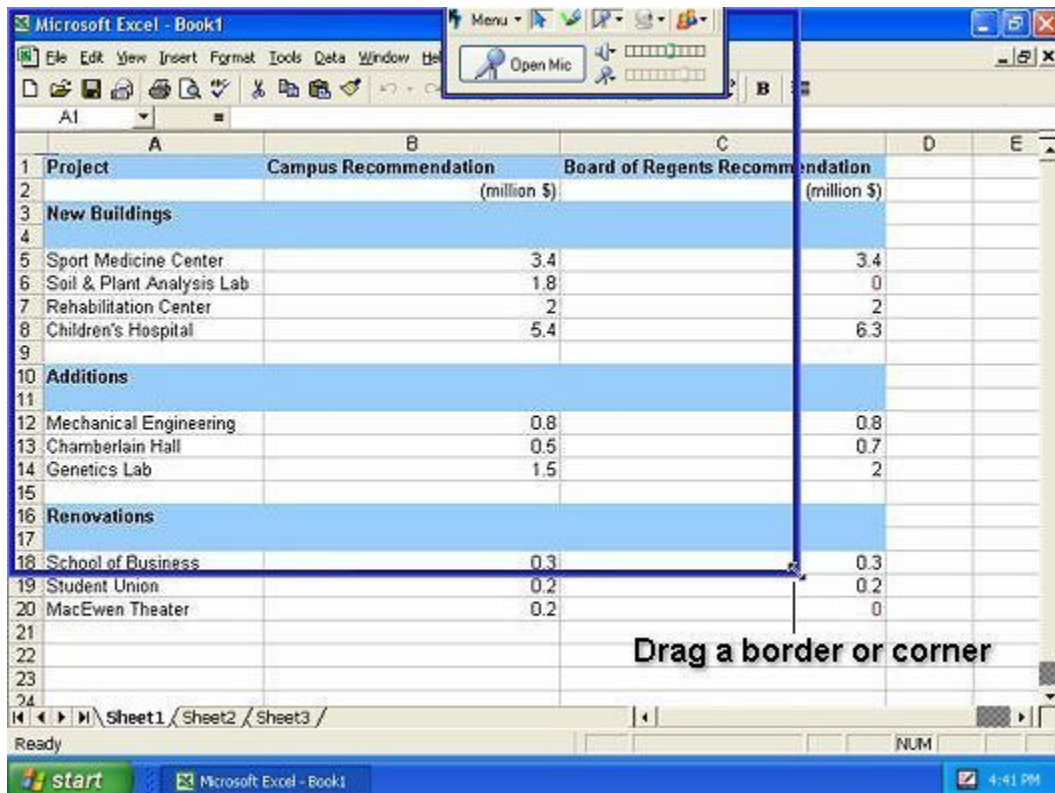 Microsoft Excel - Book1
Menu
File Edit View Insert Format Tools Data Window Hel
Open Mic
B
A1 =
A B C D E
1 Project Campus Recommendation Board of Regents Recommendation
2 (million $) (million $)
3 New Buildings
4
5 Sport Medicine Center 3.4 3.4
6 Soil & Plant Analysis Lab 1.8 0
7 Rehabilitation Center 2 2
8 Children's Hospital 5.4 6.3
9
10 Additions
11
12 Mechanical Engineering 0.8 0.8
13 Chamberlain Hall 0.5 0.7
14 Genetics Lab 1.5 2
15
16 Renovations
17
18 School of Business 0.3 0.3
19 Student Union 0.2 0.2
20 MacEwen Theater 0.2 0
21
22
23
24
Drag a border or corner
Sheet1 Sheet2 Sheet3
Ready NUM
start Microsoft Excel - Book1 4:41 PM